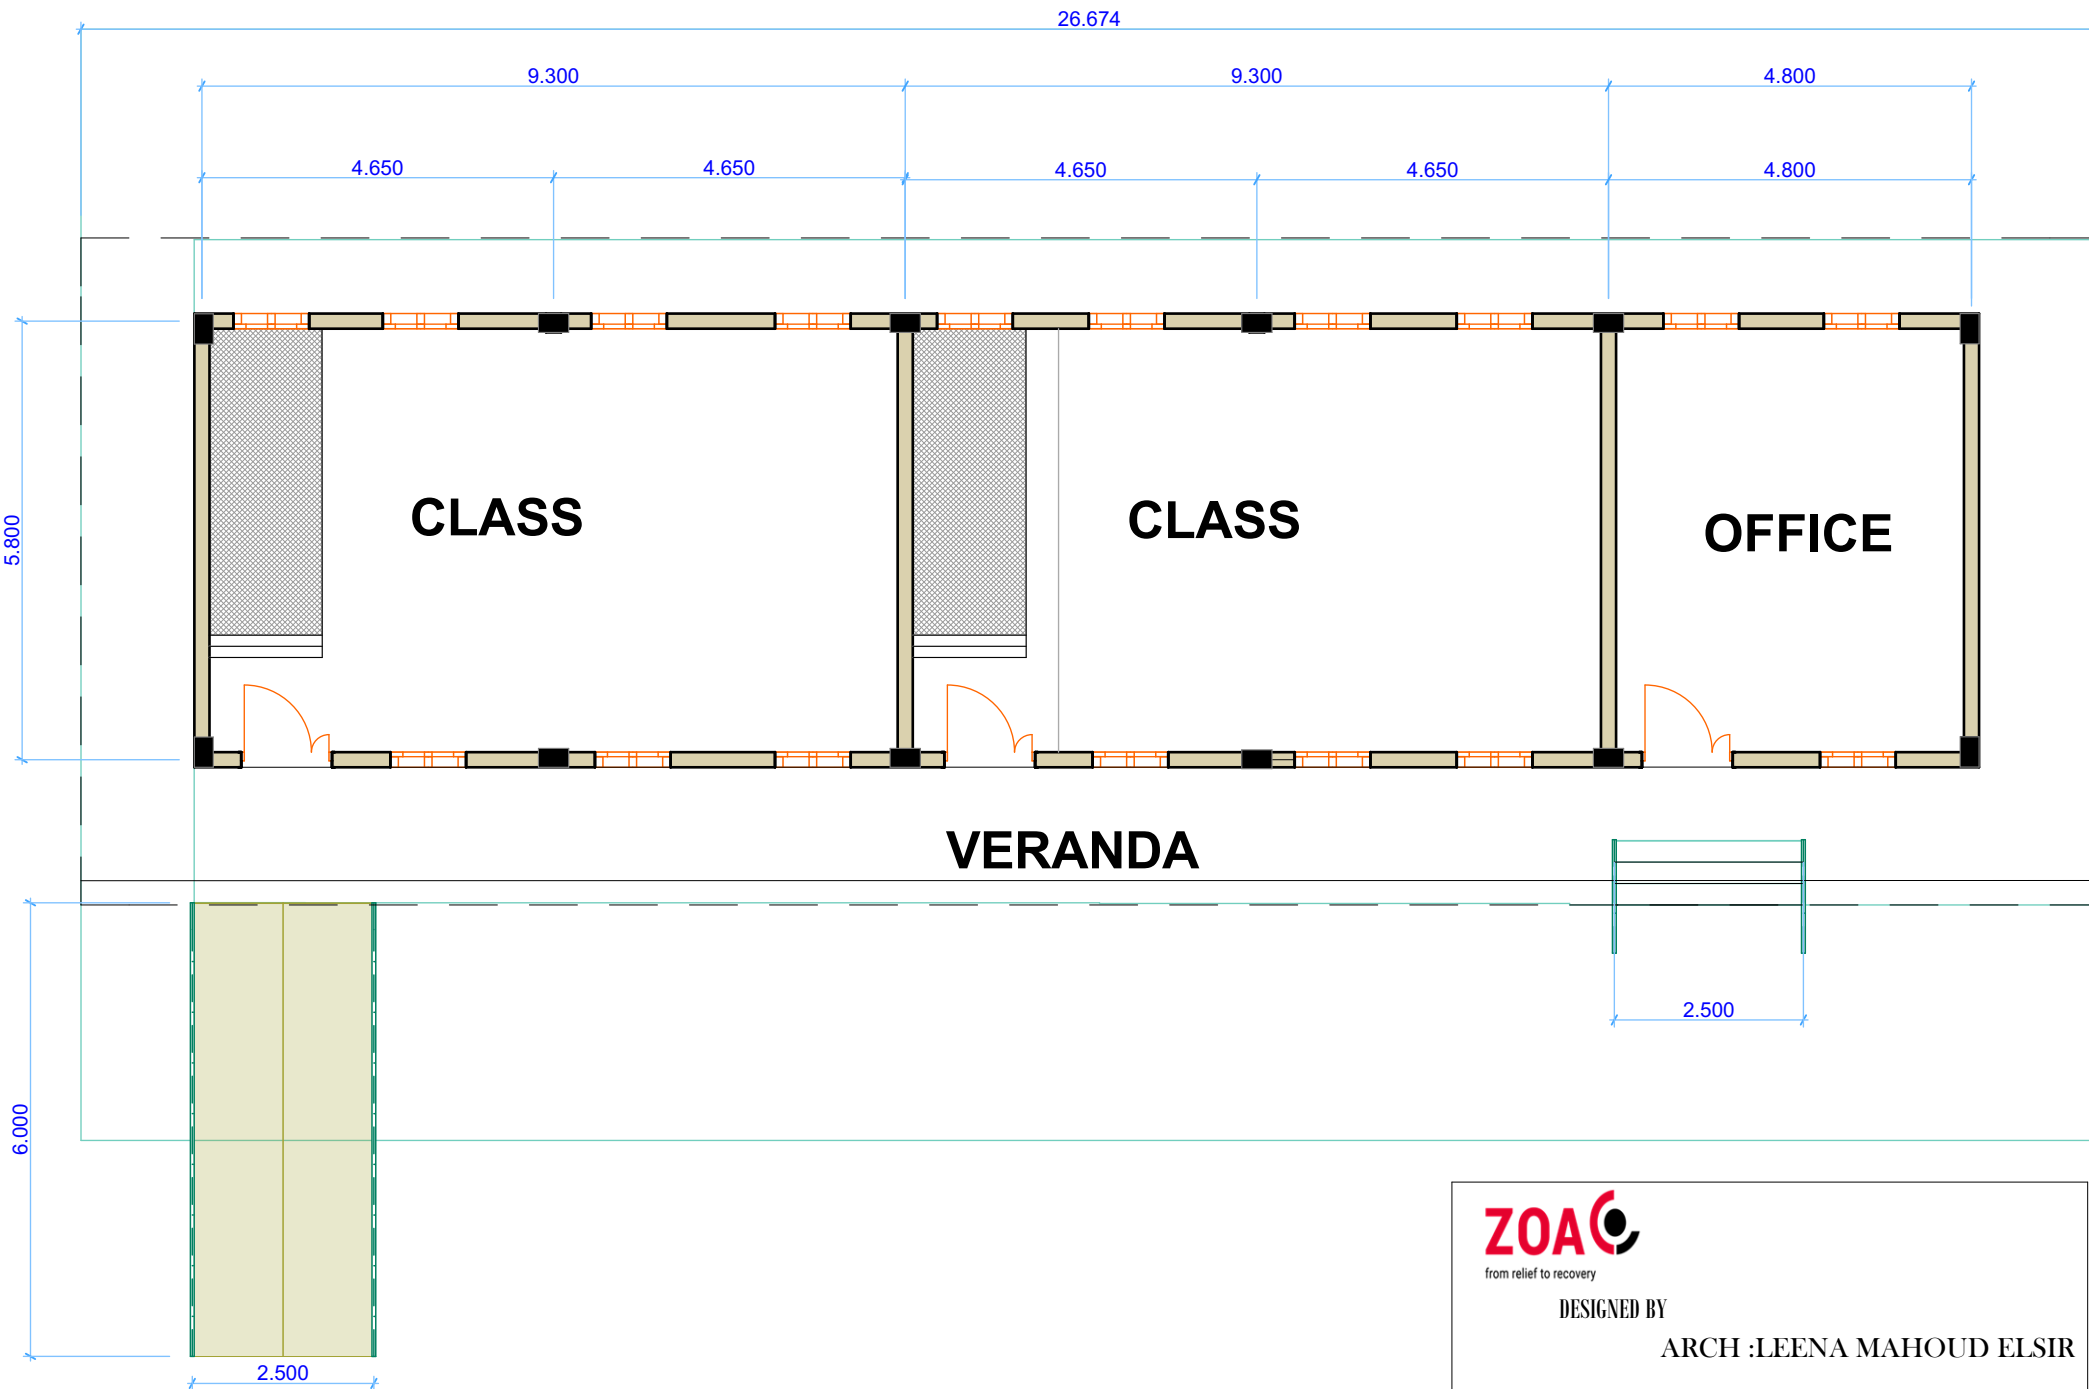 26.674
9.300
9.300
4.800
4.650
4.650
4.650
4.650
4.800
5.800
CLASS
CLASS
OFFICE
VERANDA
2.500
6.000
2.500
ZOA
from relief to recovery
DESIGNED BY
ARCH :LEENA MAHOUD ELSIR